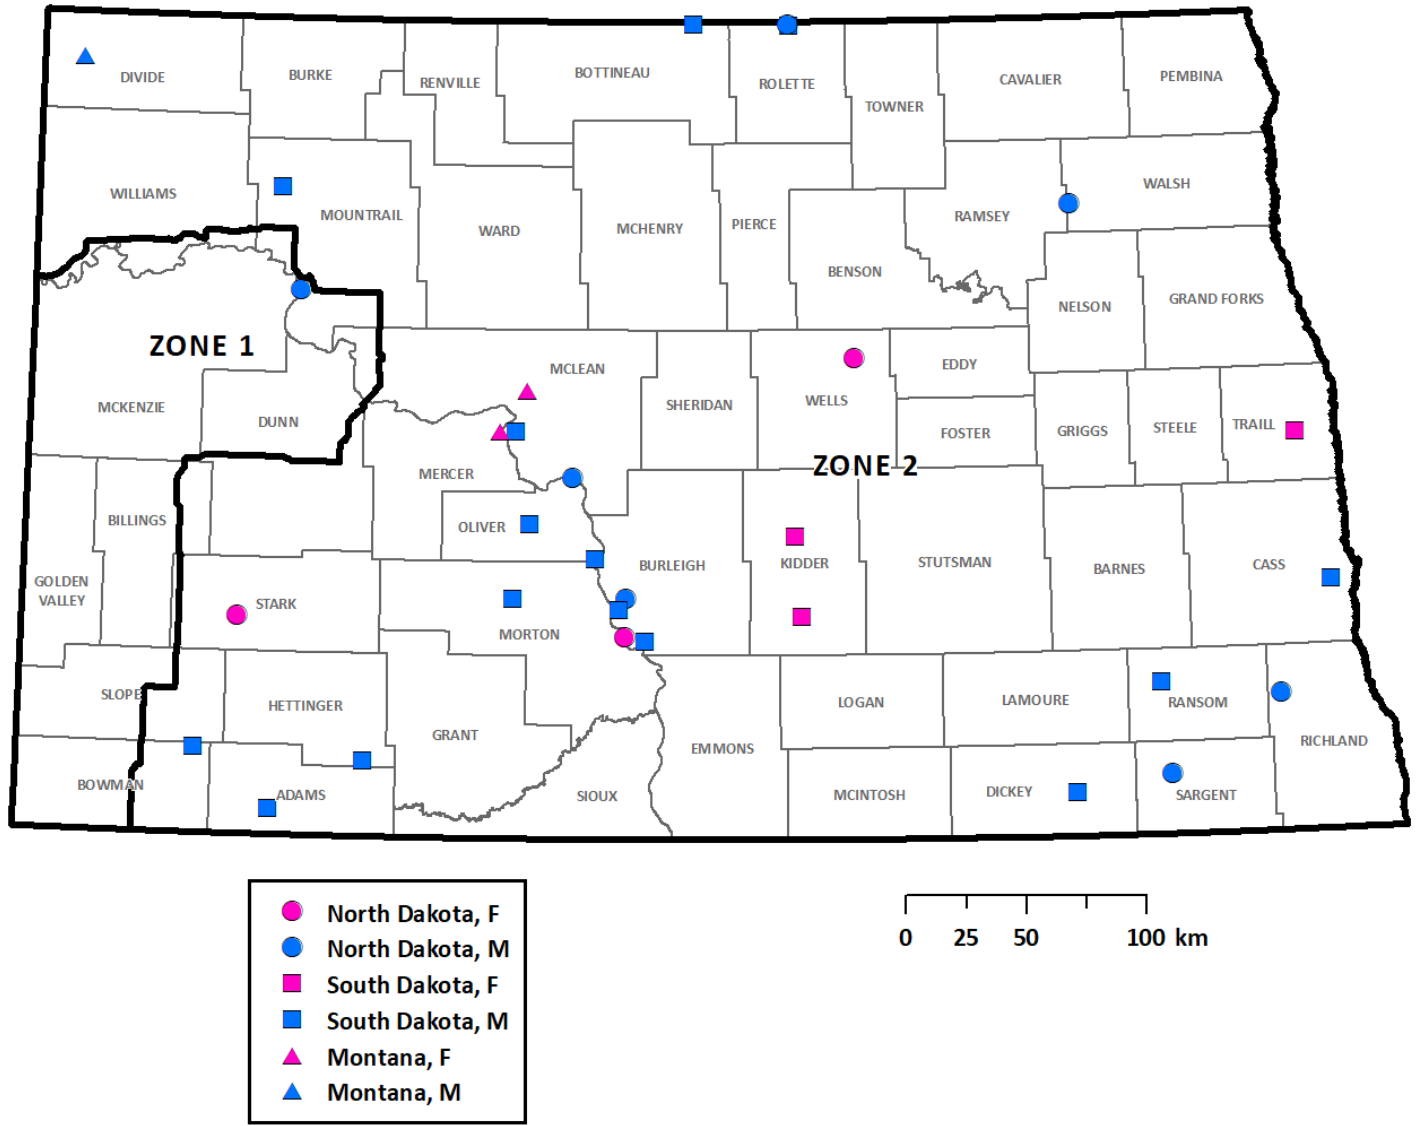 DIVIDE
BURKE
RENVILLE
BOTTINEAU
ROLETTE
TOWNER
CAVALIER
PEMBINA
WILLIAMS
MOUNTRAIL
WARD
MCHENRY
PIERCE
BENSON
RAMSEY
WALSH
NELSON
GRAND FORKS
ZONE 1
MCKENZIE
DUNN
MCLEAN
SHERIDAN
WELLS
EDDY
FOSTER
GRIGGS
STEELE
TRAILL
ZONE 2
MERCER
OLIVER
BILLINGS
GOLDEN
VALLEY
STARK
MORTON
BURLEIGH
KIDDER
STUTSMAN
BARNES
CASS
SLOPE
HETTINGER
GRANT
LOGAN
LAMOURE
RANSOM
RICHLAND
BOWMAN
ADAMS
SIOUX
EMMONS
MCINTOSH
DICKEY
SARGENT
North Dakota, F
North Dakota, M
South Dakota, F
South Dakota, M
Montana, F
Montana, M
0 25 50 100 km